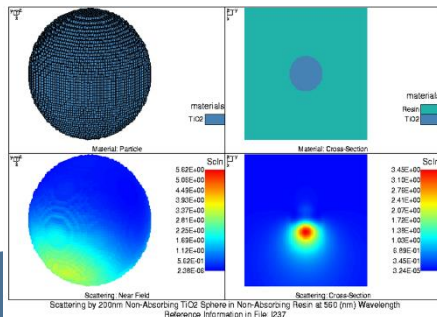 materials
TiO2
Material: Particle
materials
Resin
TiO2
Material: Cross-Section
ScIn
5.62E+00
5.05E+00
4.49E+00
3.93E+00
3.37E+00
2.81E+00
2.25E+00
1.69E+00
1.12E+00
5.62E-01
2.38E-06
Scattering: Near Field
ScIn
3.45E+00
3.10E+00
2.76E+00
2.41E+00
2.07E+00
1.72E+00
1.38E+00
1.03E+00
6.89E-01
3.45E-01
3.24E-05
Scattering: Cross-Section
Scattering by 200nm Non-Absorbing TiO2 Sphere in Non-Absorbing Resin at 560 (nm) Wavelength
Reference Information in File: I237